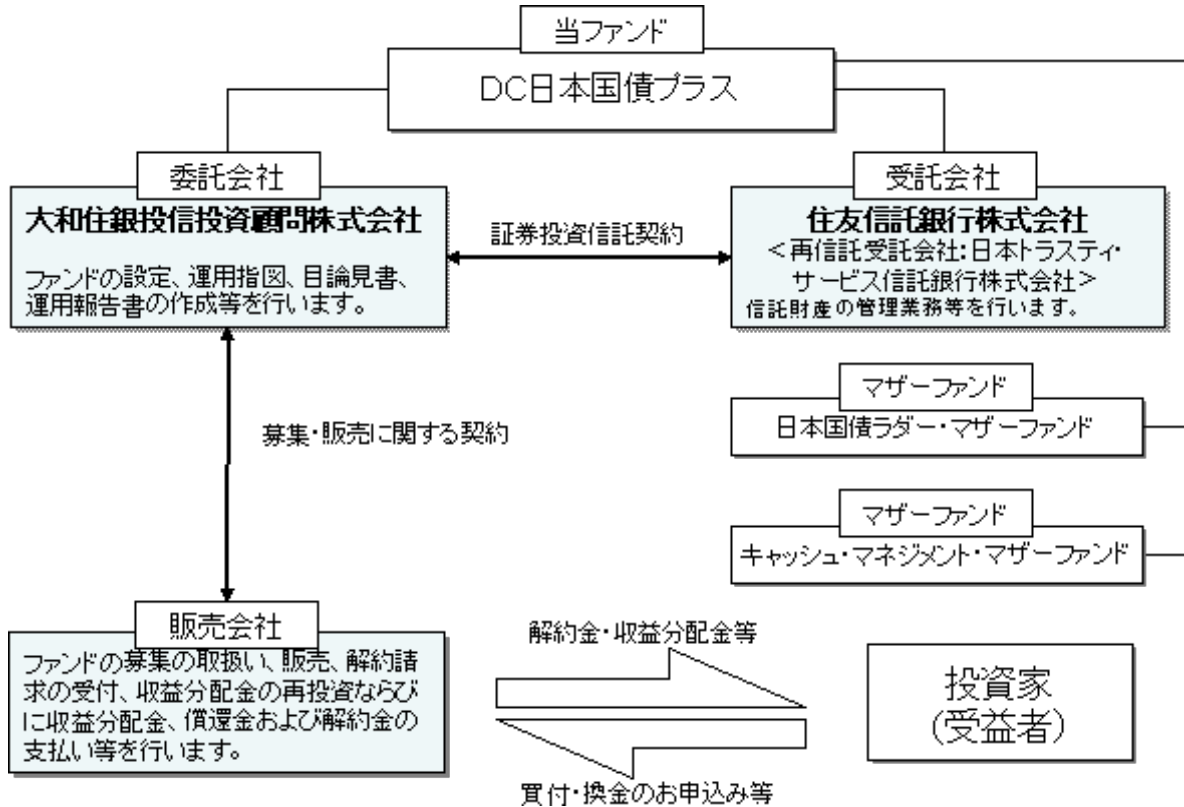 当ファンド
DC日本国債プラス
委託会社
大和住銀投信投資顧問株式会社
ファンドの設定、運用指図、目論見書、
運用報告書の作成等を行います。
証券投資信託契約
受託会社
住友信託銀行株式会社
＜再信託受託会社:日本トラスティ・
サービス信託銀行株式会社＞
信託財産の管理業務等を行います。
マザーファンド
日本国債ラダー・マザーファンド
募集・販売に関する契約
マザーファンド
キャッシュ・マネジメント・マザーファンド
販売会社
ファンドの募集の取扱い、販売、解約請
求の受付、収益分配金の再投資ならび
に収益分配金、償還金および解約金の
支払い等を行います。
解約金・収益分配金等
買付・換金のお申込み等
投資家
(受益者)